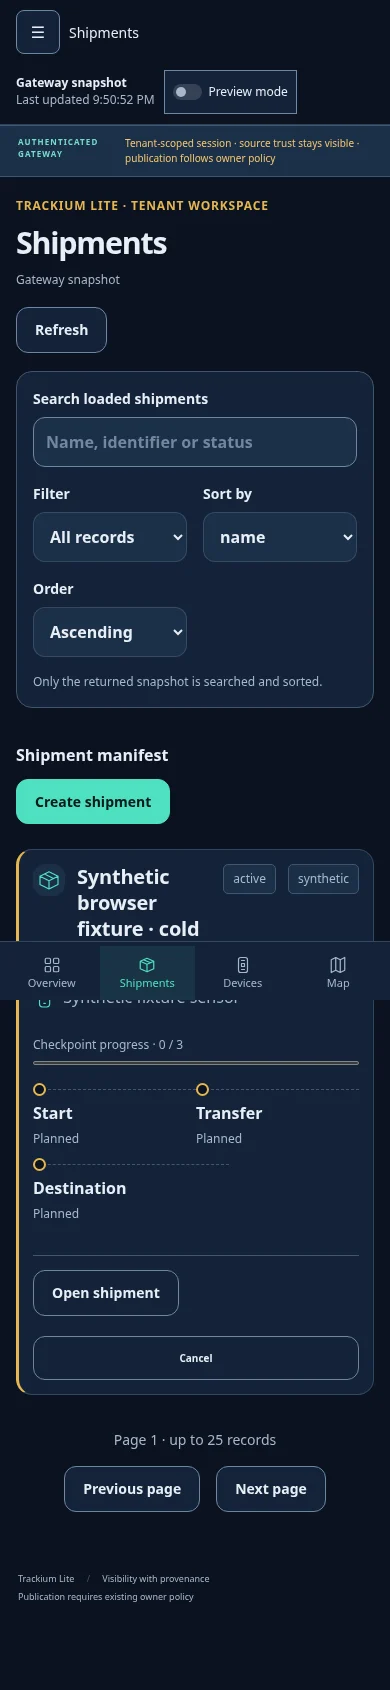 ☰ Shipments
Gateway snapshot
Last updated 9:50:52 PM
Preview mode
AUTHENTICATED
GATEWAY
Tenant-scoped session · source trust stays visible ·
publication follows owner policy
TRACKIUM LITE · TENANT WORKSPACE
Shipments
Gateway snapshot
Refresh
Search loaded shipments
Name, identifier or status
Filter Sort by
All records name
Order
Ascending
Only the returned snapshot is searched and sorted.
Shipment manifest
Create shipment
Synthetic
browser
fixture · cold
active synthetic
Overview Shipments Devices Map
Synthetic fixture sensor
Checkpoint progress · 0 / 3
Start Transfer
Planned Planned
Destination
Planned
Open shipment
Cancel
Page 1 · up to 25 records
Previous page Next page
Trackium Lite / Visibility with provenance
Publication requires existing owner policy